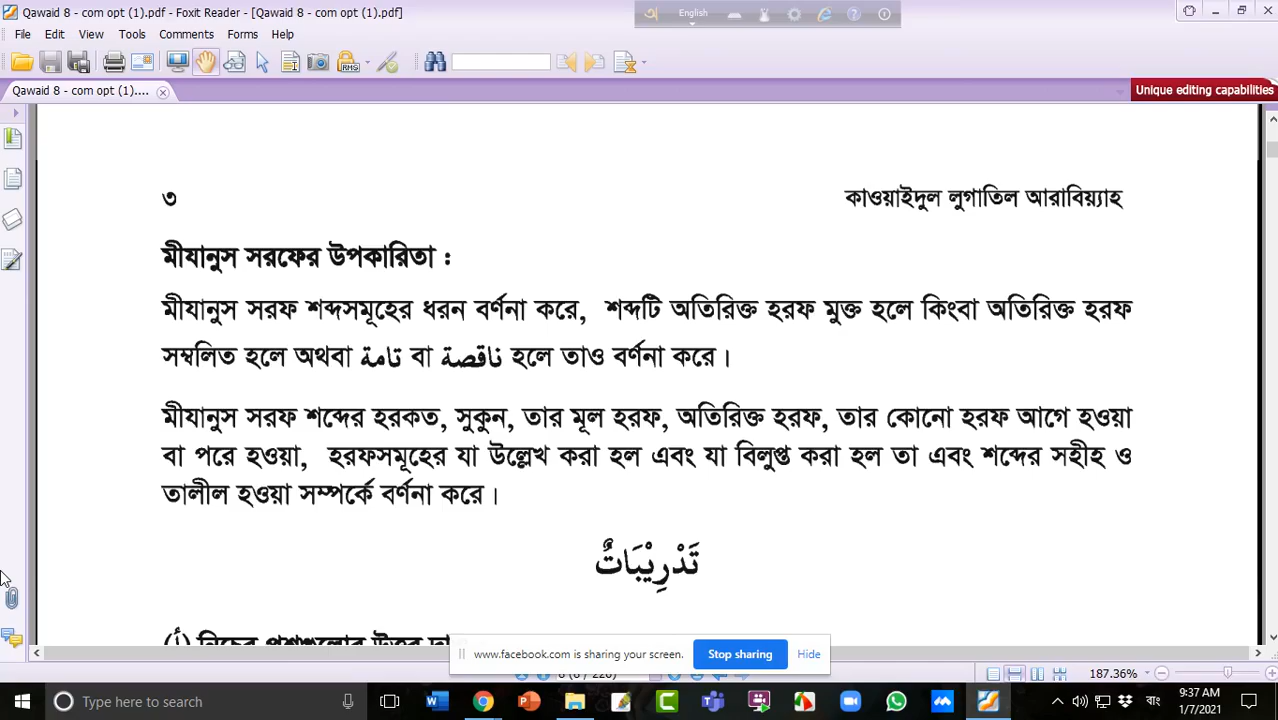 Qawaid 8 - com opt (1).pdf - Foxit Reader - [Qawaid 8 - com opt (1).pdf]
English
File Edit View Tools Comments Forms Help
Qawaid 8 - com opt (1)....
Unique editing capabilities
৩ কাওয়াইদুল লুগাতিল আরাবিয়্যাহ
মীযানুস সরফের উপকারিতা :
মীযানুস সরফ শব্দসমূহের ধরন বর্ণনা করে, শব্দটি অতিরিক্ত হরফ মুক্ত হলে কিংবা অতিরিক্ত হরফ
সম্বলিত হলে অথবা تامة বা ناقصة হলে তাও বর্ণনা করে।
মীযানুস সরফ শব্দের হরকত, সুকুন, তার মূল হরফ, অতিরিক্ত হরফ, তার কোনো হরফ আগে হওয়া
বা পরে হওয়া, হরফসমূহের যা উল্লেখ করা হল এবং যা বিলুপ্ত করা হল তা এবং শব্দের সহীহ ও
তালীল হওয়া সম্পর্কে বর্ণনা করে।
تَدْرِيْبَاتٌ
(أ) নিচের প্রশ্নগুলোর উত্তর
www.facebook.com is sharing your screen. Stop sharing Hide
187.36%
Type here to search
বাং
9:37 AM
1/7/2021